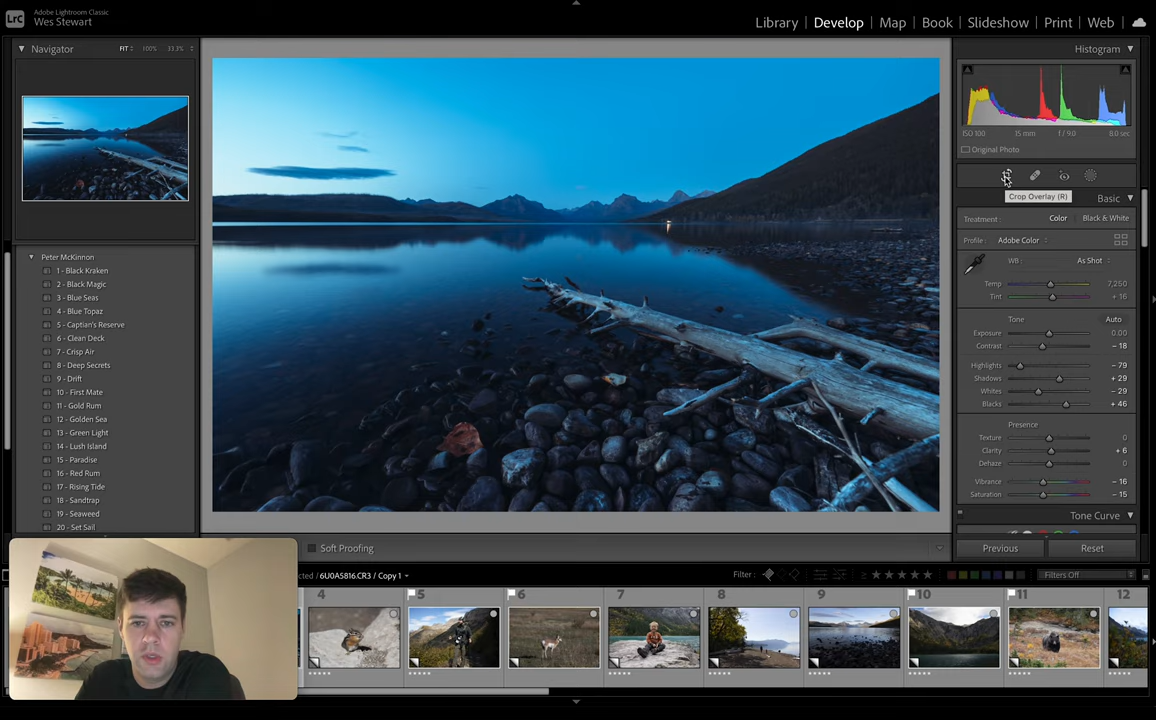 LrC
Adobe Lightroom Classic
Wes Stewart
Library | Develop | Map | Book | Slideshow | Print | Web
Navigator FIT 100% 33.3%
Peter McKinnon
1 - Black Kraken
2 - Black Magic
3 - Blue Seas
4 - Blue Topaz
5 - Captian's Reserve
6 - Clean Deck
7 - Crisp Air
8 - Deep Secrets
9 - Drift
10 - First Mate
11 - Gold Rum
12 - Golden Sea
13 - Green Light
14 - Lush Island
15 - Paradise
16 - Red Rum
17 - Rising Tide
18 - Sandtrap
19 - Seaweed
20 - Set Sail
Histogram
ISO 100 15 mm f / 9.0 8.0 sec
Original Photo
Crop Overlay (R)
Basic
Treatment : Color Black & White
Profile : Adobe Color
WB : As Shot
Temp 7,250
Tint + 16
Tone Auto
Exposure 0.00
Contrast − 18
Highlights − 79
Shadows + 29
Whites − 29
Blacks + 46
Presence
Texture 0
Clarity + 6
Dehaze 0
Vibrance − 16
Saturation − 15
Tone Curve
Previous Reset
Soft Proofing
/ 6U0A5816.CR3 / Copy 1
Filter : ≥ ★★★★★ Filters Off
4 5 6 7 8 9 10 11 12